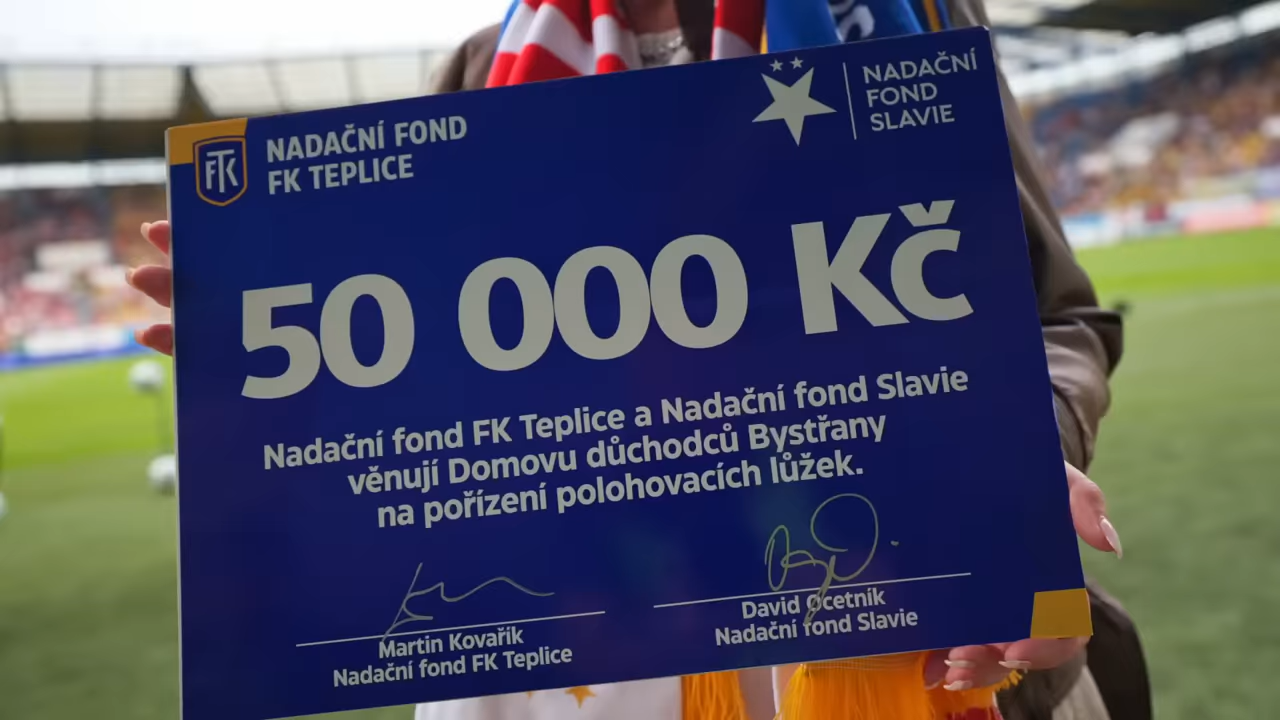 FTK
NADAČNÍ FOND
FK TEPLICE
NADAČNÍ
FOND
SLAVIE
50 000 Kč
Nadační fond FK Teplice a Nadační fond Slavie
věnují Domovu důchodců Bystřany
na pořízení polohovacích lůžek.
Martin Kovařík
Nadační fond FK Teplice
David Ocetník
Nadační fond Slavie